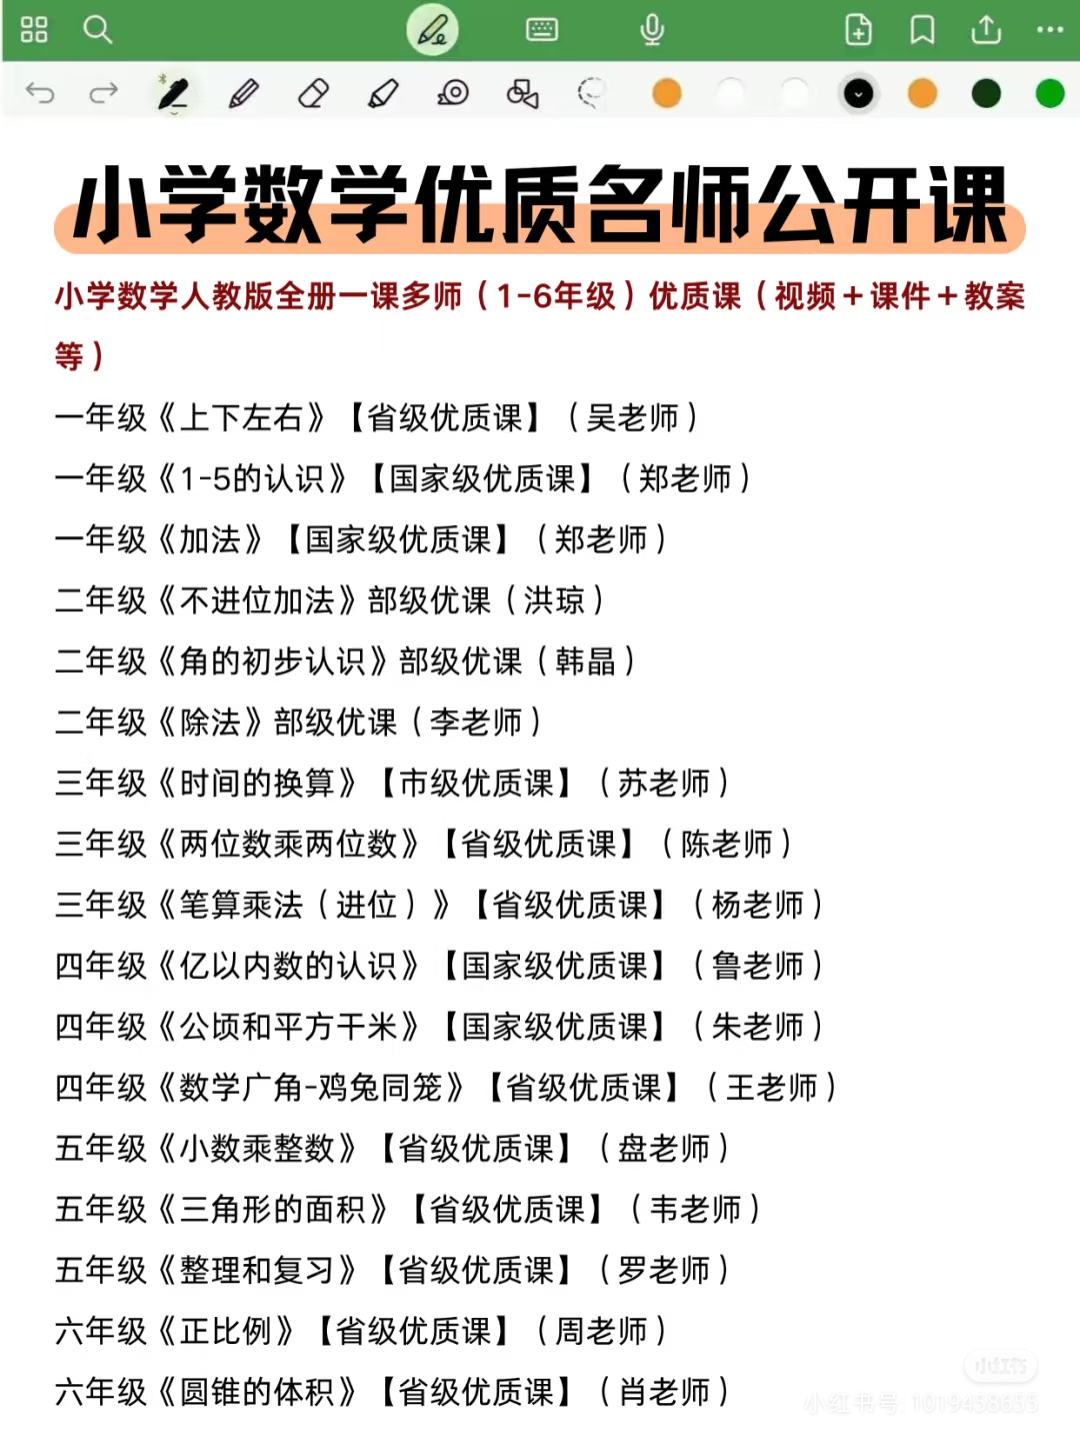 小学数学优质名师公开课
小学数学人教版全册一课多师（1-6年级）优质课（视频＋课件＋教案
等）
一年级《上下左右》【省级优质课】（吴老师）
一年级《1-5的认识》【国家级优质课】（郑老师）
一年级《加法》【国家级优质课】（郑老师）
二年级《不进位加法》部级优课（洪琼）
二年级《角的初步认识》部级优课（韩晶）
二年级《除法》部级优课（李老师）
三年级《时间的换算》【市级优质课】（苏老师）
三年级《两位数乘两位数》【省级优质课】（陈老师）
三年级《笔算乘法（进位）》【省级优质课】（杨老师）
四年级《亿以内数的认识》【国家级优质课】（鲁老师）
四年级《公顷和平方干米》【国家级优质课】（朱老师）
四年级《数学广角-鸡兔同笼》【省级优质课】（王老师）
五年级《小数乘整数》【省级优质课】（盘老师）
五年级《三角形的面积》【省级优质课】（韦老师）
五年级《整理和复习》【省级优质课】（罗老师）
六年级《正比例》【省级优质课】（周老师）
六年级《圆锥的体积》【省级优质课】（肖老师）
小红书
小红书号: 1019458655